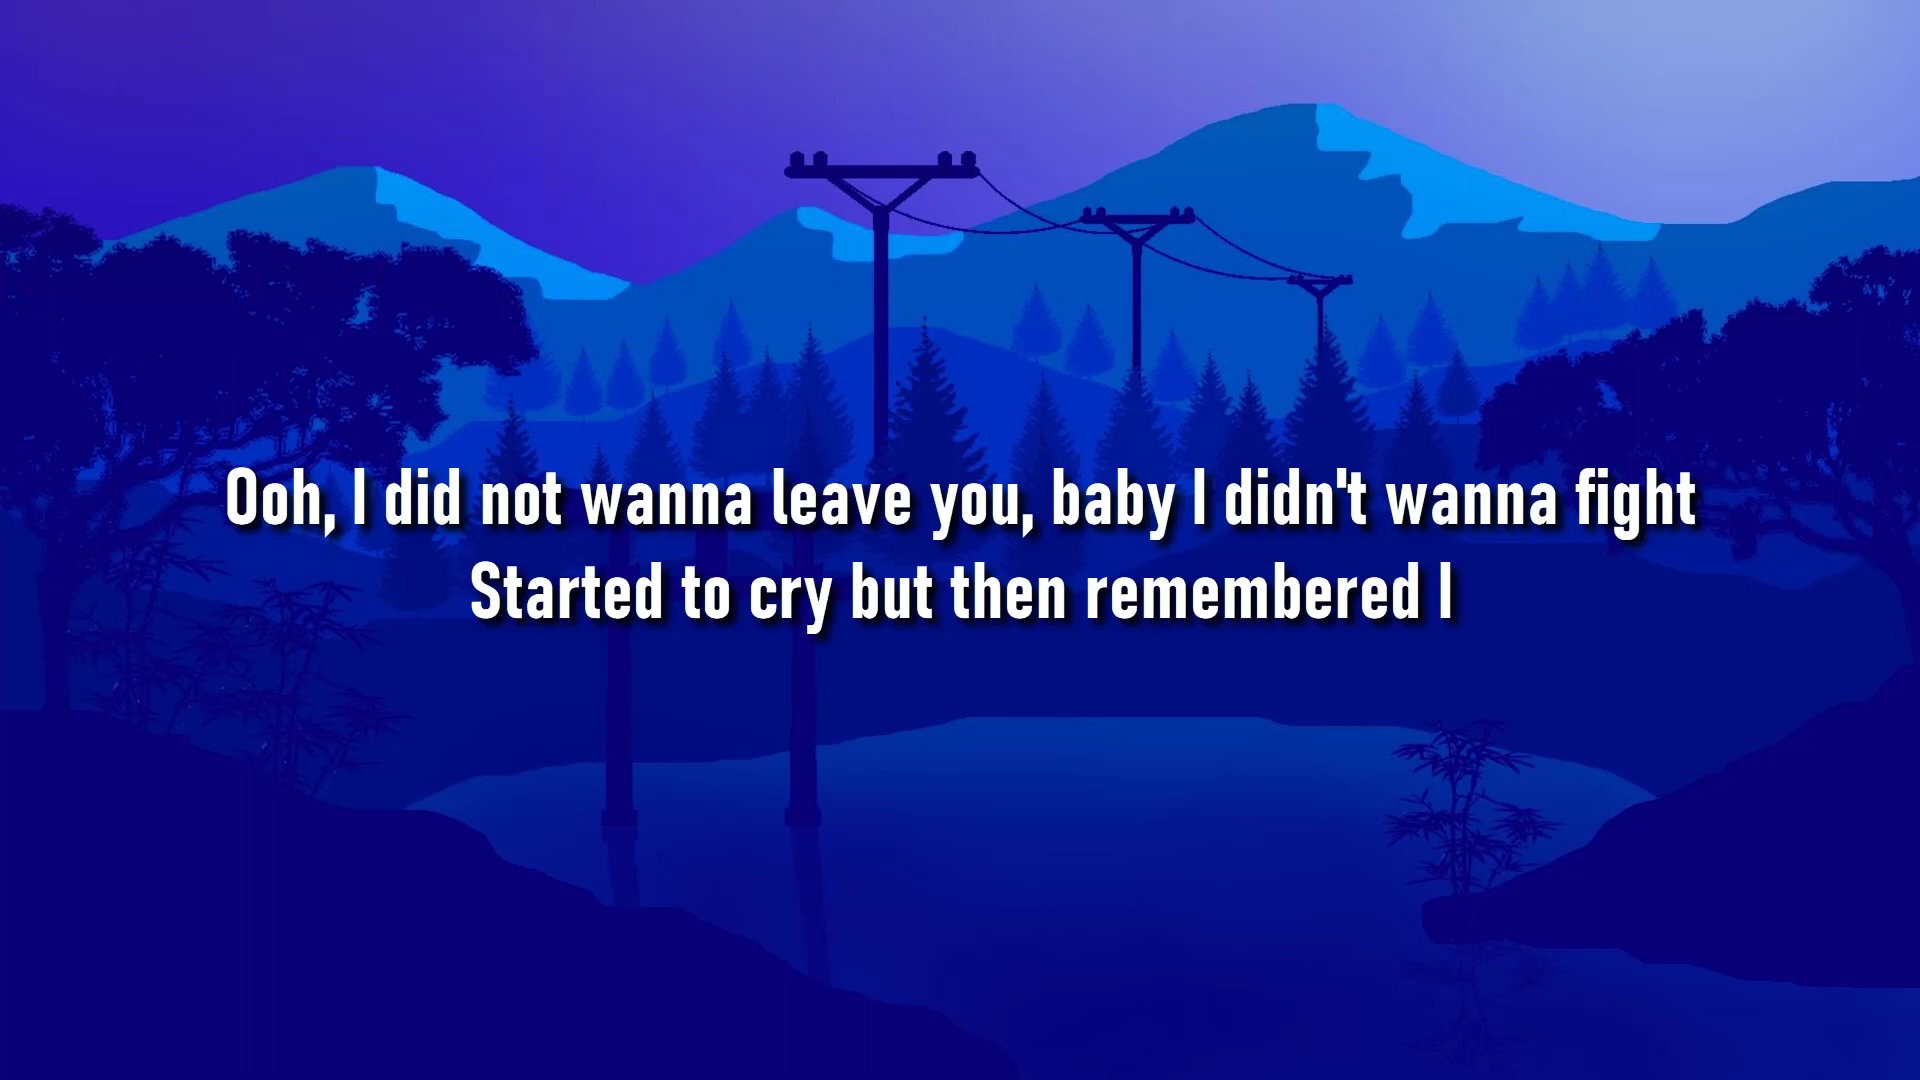 Ooh, I did not wanna leave you, baby I didn't wanna fight
Started to cry but then remembered I